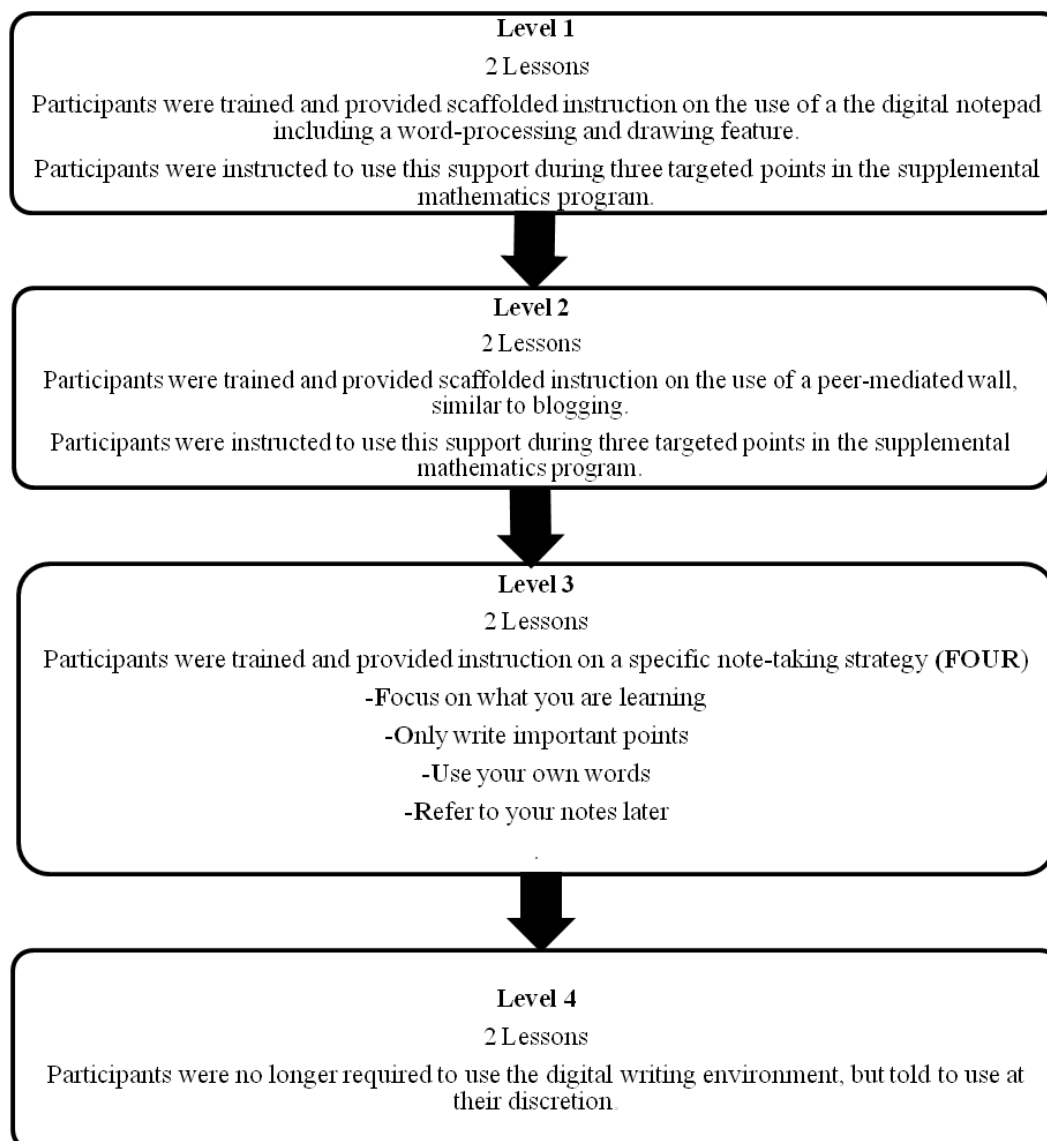 Level 1
2 Lessons
Participants were trained and provided scaffolded instruction on the use of a the digital notepad
including a word-processing and drawing feature.
Participants were instructed to use this support during three targeted points in the supplemental
mathematics program.
Level 2
2 Lessons
Participants were trained and provided scaffolded instruction on the use of a peer-mediated wall,
similar to blogging.
Participants were instructed to use this support during three targeted points in the supplemental
mathematics program.
Level 3
2 Lessons
Participants were trained and provided instruction on a specific note-taking strategy (FOUR)
-Focus on what you are learning
-Only write important points
-Use your own words
-Refer to your notes later
.
Level 4
2 Lessons
Participants were no longer required to use the digital writing environment, but told to use at
their discretion.